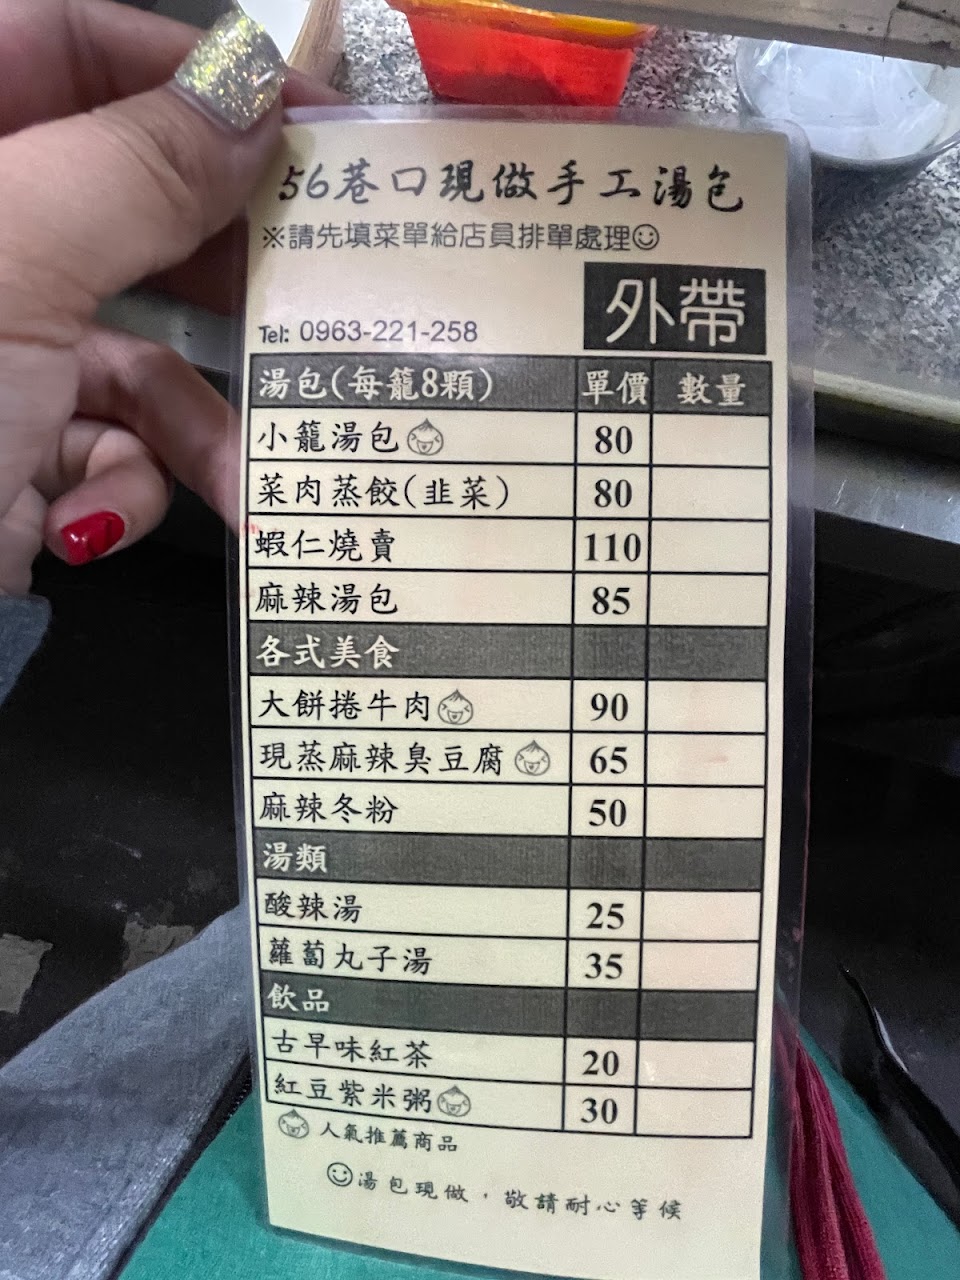 56巷口現做手工湯包
※請先填菜單給店員排單處理☺
外帶
Tel: 0963-221-258
湯包(每籠8顆) 單價 數量
小籠湯包 80
菜肉蒸餃(韭菜) 80
蝦仁燒賣 110
麻辣湯包 85
各式美食
大餅捲牛肉 90
現蒸麻辣臭豆腐 65
麻辣冬粉 50
湯類
酸辣湯 25
蘿蔔丸子湯 35
飲品
古早味紅茶 20
紅豆紫米粥 30
人氣推薦商品
☺湯包現做，敬請耐心等候